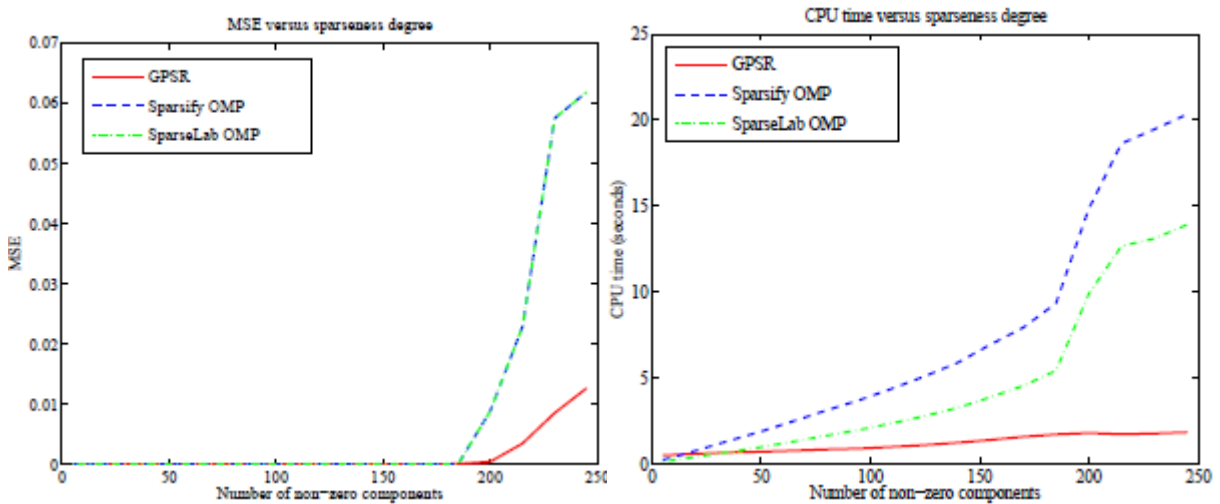 MSE versus sparseness degree
0.07
0.06
0.05
0.04
0.03
0.02
0.01
0
MSE
GPSR
Sparsify OMP
SparseLab OMP
0 50 100 150 200 250
Number of non-zero components
CPU time versus sparseness degree
25
20
15
10
5
0
CPU time (seconds)
GPSR
Sparsify OMP
SparseLab OMP
0 50 100 150 200 250
Number of non-zero components